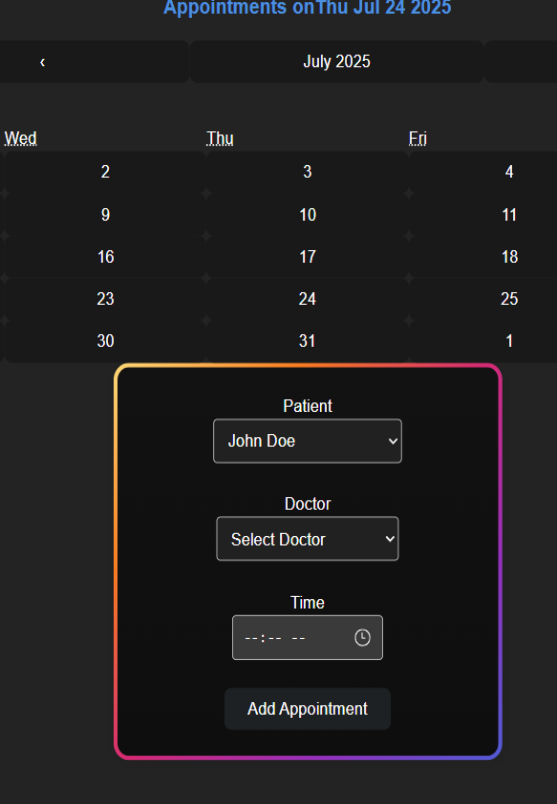 Appointments onThu Jul 24 2025
‹ July 2025
Wed Thu Fri
2 3 4
9 10 11
16 17 18
23 24 25
30 31 1
Patient
John Doe
Doctor
Select Doctor
Time
--:-- --
Add Appointment